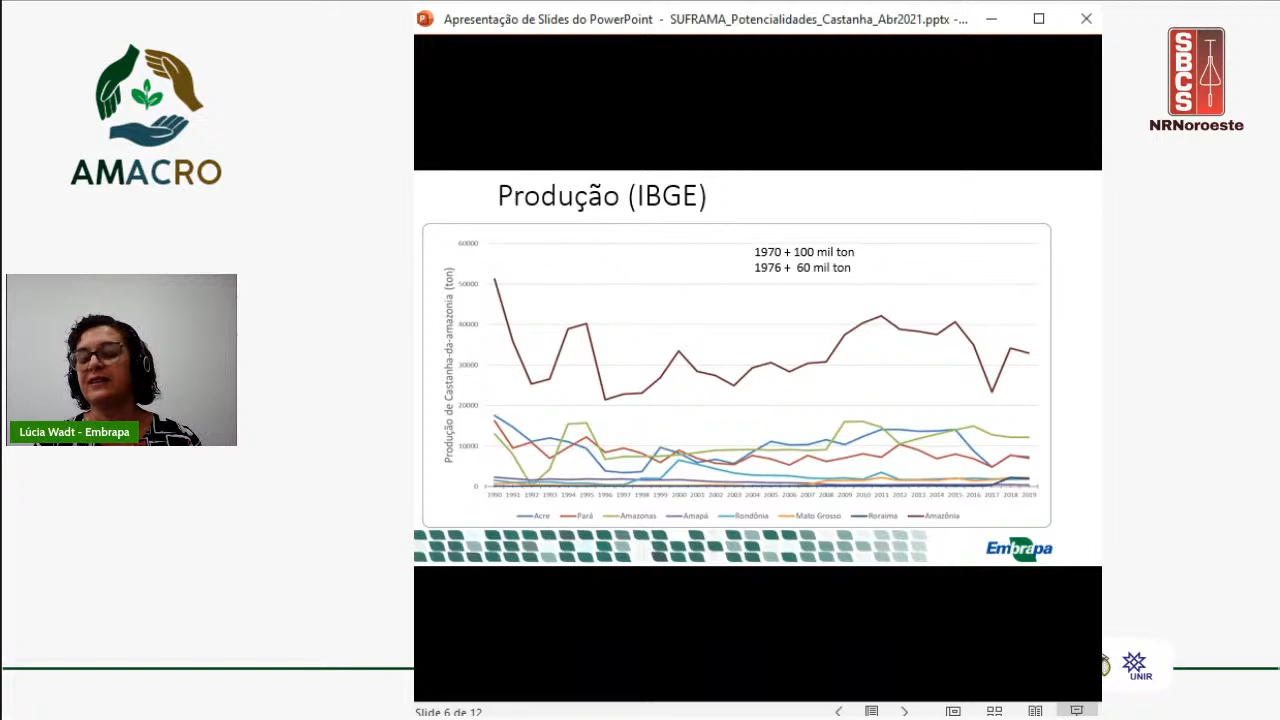 Apresentação de Slides do PowerPoint - SUFRAMA_Potencialidades_Castanha_Abr2021.pptx -...
AMACRO
SBCS
NRNoroeste
Produção (IBGE)
1970 + 100 mil ton
1976 + 60 mil ton
Produção de Castanha-da-amazonia (ton)
60000
50000
40000
30000
20000
10000
0
1990 1991 1992 1993 1994 1995 1996 1997 1998 1999 2000 2001 2002 2003 2004 2005 2006 2007 2008 2009 2010 2011 2012 2013 2014 2015 2016 2017 2018 2019
Acre Pará Amazonas Amapá Rondônia Mato Grosso Roraima Amazônia
Embrapa
Lúcia Wadt - Embrapa
UNIR
Slide 6 de 12